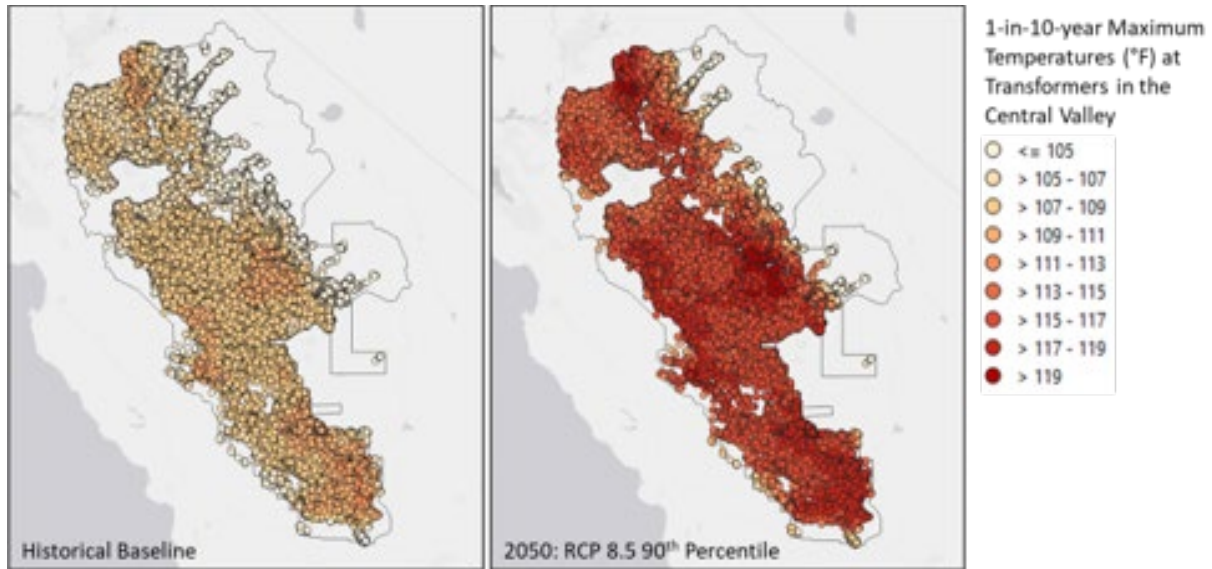 1-in-10-year Maximum
Temperatures (°F) at
Transformers in the
Central Valley
<= 105
> 105 - 107
> 107 - 109
> 109 - 111
> 111 - 113
> 113 - 115
> 115 - 117
> 117 - 119
> 119
Historical Baseline
2050: RCP 8.5 90th Percentile